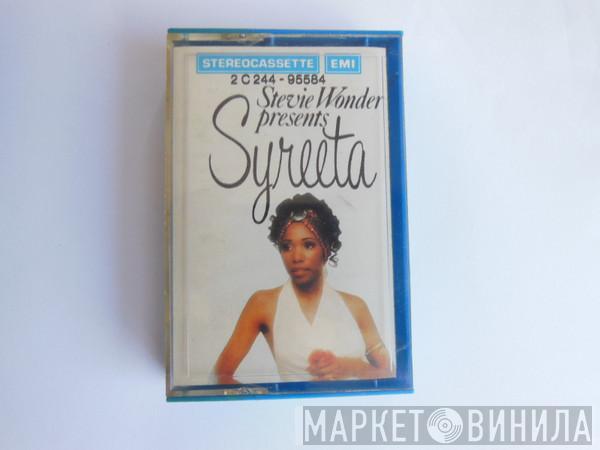 STEREOCASSETTE EMI
2 C 244 - 95584
Stevie Wonder
presents
Syreeta
МАРКЕТ ВИНИЛА